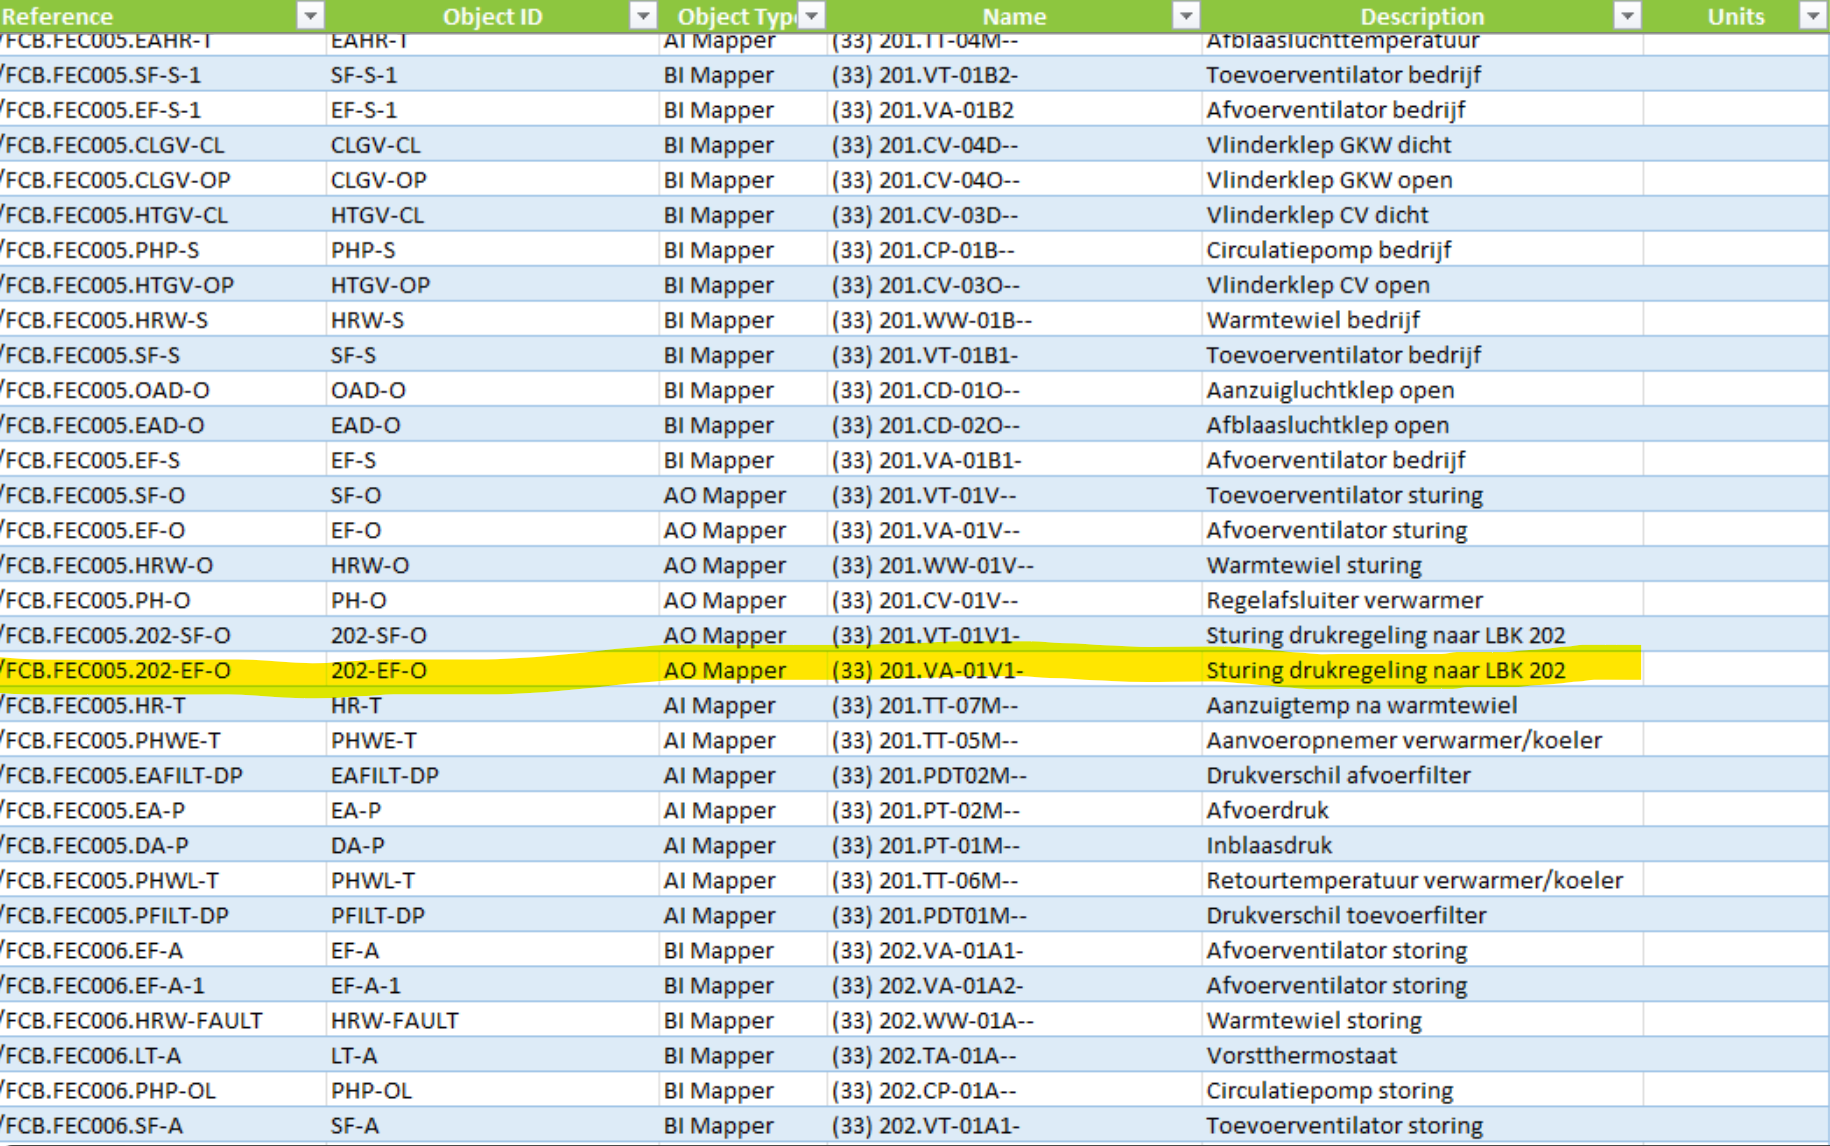 Reference Object ID Object Typ Name Description Units
/FCB.FEC005.EAHR-T EAHR-T AI Mapper (33) 201.TT-04M-- Afblaasluchttemperatuur
/FCB.FEC005.SF-S-1 SF-S-1 BI Mapper (33) 201.VT-01B2- Toevoerventilator bedrijf
/FCB.FEC005.EF-S-1 EF-S-1 BI Mapper (33) 201.VA-01B2 Afvoerventilator bedrijf
/FCB.FEC005.CLGV-CL CLGV-CL BI Mapper (33) 201.CV-04D-- Vlinderklep GKW dicht
/FCB.FEC005.CLGV-OP CLGV-OP BI Mapper (33) 201.CV-04O-- Vlinderklep GKW open
/FCB.FEC005.HTGV-CL HTGV-CL BI Mapper (33) 201.CV-03D-- Vlinderklep CV dicht
/FCB.FEC005.PHP-S PHP-S BI Mapper (33) 201.CP-01B-- Circulatiepomp bedrijf
/FCB.FEC005.HTGV-OP HTGV-OP BI Mapper (33) 201.CV-03O-- Vlinderklep CV open
/FCB.FEC005.HRW-S HRW-S BI Mapper (33) 201.WW-01B-- Warmtewiel bedrijf
/FCB.FEC005.SF-S SF-S BI Mapper (33) 201.VT-01B1- Toevoerventilator bedrijf
/FCB.FEC005.OAD-O OAD-O BI Mapper (33) 201.CD-01O-- Aanzuigluchtklep open
/FCB.FEC005.EAD-O EAD-O BI Mapper (33) 201.CD-02O-- Afblaasluchtklep open
/FCB.FEC005.EF-S EF-S BI Mapper (33) 201.VA-01B1- Afvoerventilator bedrijf
/FCB.FEC005.SF-O SF-O AO Mapper (33) 201.VT-01V-- Toevoerventilator sturing
/FCB.FEC005.EF-O EF-O AO Mapper (33) 201.VA-01V-- Afvoerventilator sturing
/FCB.FEC005.HRW-O HRW-O AO Mapper (33) 201.WW-01V-- Warmtewiel sturing
/FCB.FEC005.PH-O PH-O AO Mapper (33) 201.CV-01V-- Regelafsluiter verwarmer
/FCB.FEC005.202-SF-O 202-SF-O AO Mapper (33) 201.VT-01V1- Sturing drukregeling naar LBK 202
/FCB.FEC005.202-EF-O 202-EF-O AO Mapper (33) 201.VA-01V1- Sturing drukregeling naar LBK 202
/FCB.FEC005.HR-T HR-T AI Mapper (33) 201.TT-07M-- Aanzuigtemp na warmtewiel
/FCB.FEC005.PHWE-T PHWE-T AI Mapper (33) 201.TT-05M-- Aanvoeropnemer verwarmer/koeler
/FCB.FEC005.EAFILT-DP EAFILT-DP AI Mapper (33) 201.PDT02M-- Drukverschil afvoerfilter
/FCB.FEC005.EA-P EA-P AI Mapper (33) 201.PT-02M-- Afvoerdruk
/FCB.FEC005.DA-P DA-P AI Mapper (33) 201.PT-01M-- Inblaasdruk
/FCB.FEC005.PHWL-T PHWL-T AI Mapper (33) 201.TT-06M-- Retourtemperatuur verwarmer/koeler
/FCB.FEC005.PFILT-DP PFILT-DP AI Mapper (33) 201.PDT01M-- Drukverschil toevoerfilter
/FCB.FEC006.EF-A EF-A BI Mapper (33) 202.VA-01A1- Afvoerventilator storing
/FCB.FEC006.EF-A-1 EF-A-1 BI Mapper (33) 202.VA-01A2- Afvoerventilator storing
/FCB.FEC006.HRW-FAULT HRW-FAULT BI Mapper (33) 202.WW-01A-- Warmtewiel storing
/FCB.FEC006.LT-A LT-A BI Mapper (33) 202.TA-01A-- Vorstthermostaat
/FCB.FEC006.PHP-OL PHP-OL BI Mapper (33) 202.CP-01A-- Circulatiepomp storing
/FCB.FEC006.SF-A SF-A BI Mapper (33) 202.VT-01A1- Toevoerventilator storing